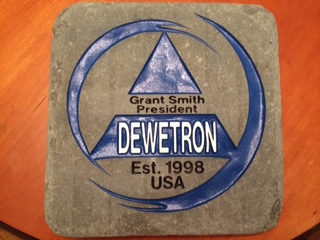 Grant Smith
President
DEWETRON
Est. 1998
USA